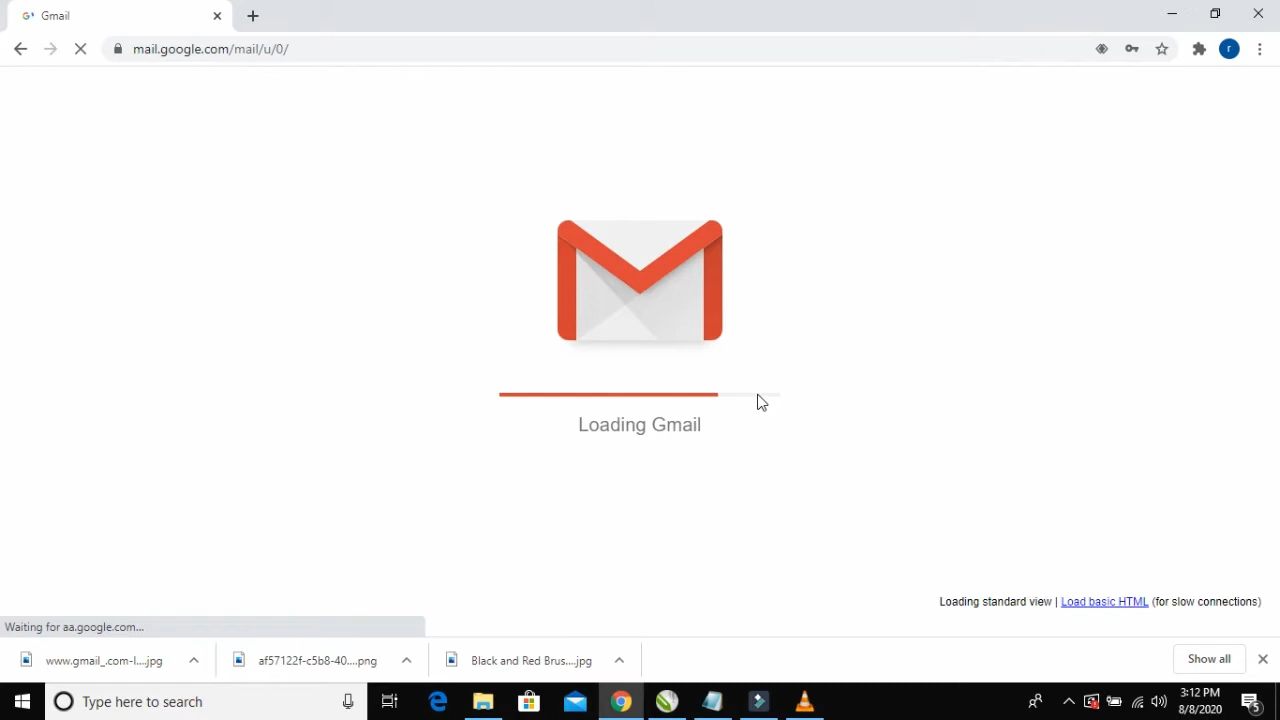 Gmail
mail.google.com/mail/u/0/
r
Loading Gmail
Loading standard view | Load basic HTML (for slow connections)
Waiting for aa.google.com...
www.gmail_.com-l....jpg
af57122f-c5b8-40....png
Black and Red Brus....jpg
Show all
Type here to search
3:12 PM
8/8/2020
5